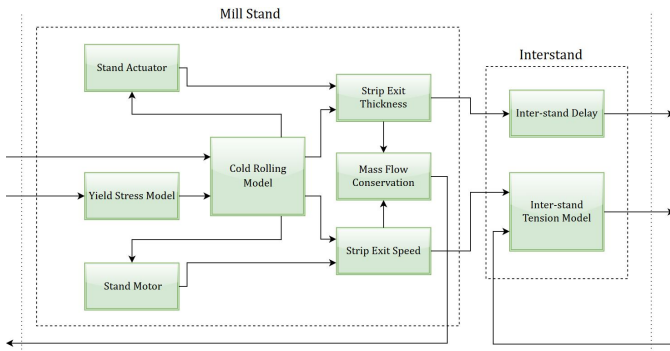 Mill Stand
Interstand
Stand Actuator
Strip Exit
Thickness
Inter-stand Delay
Cold Rolling
Model
Mass Flow
Conservation
Yield Stress Model
Inter-stand
Tension Model
Strip Exit Speed
Stand Motor